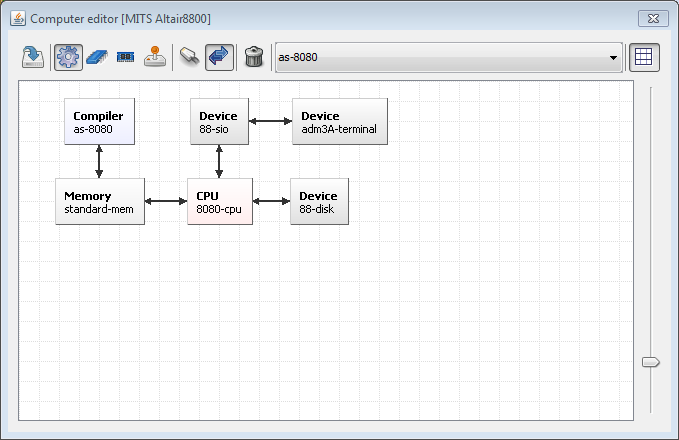 Computer editor [MITS Altair8800]
as-8080
Compiler
as-8080
Device
88-sio
Device
adm3A-terminal
Memory
standard-mem
CPU
8080-cpu
Device
88-disk